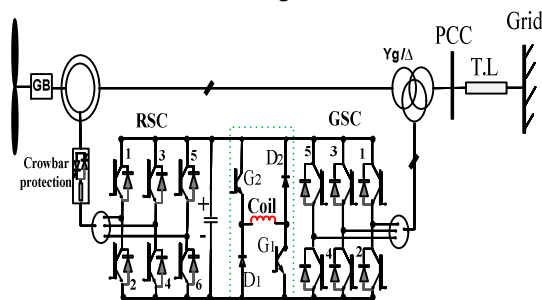 Grid
PCC
Yg/Δ
T.L
GB
RSC
GSC
Crowbar
protection
1
3
5
D2
5
3
1
G2
+
Coil
-
G1
D1
2
4
6
4
2